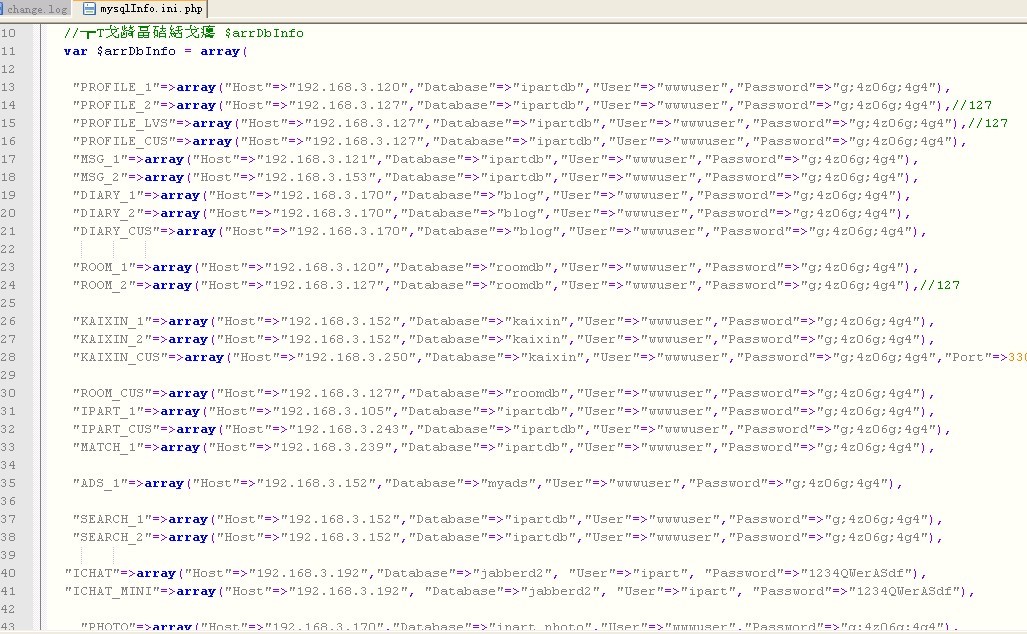 change.log mysqlInfo.ini.php
10 // $arrDbInfo
11 var $arrDbInfo = array(
12
13 "PROFILE_1"=>array("Host"=>"192.168.3.120","Database"=>"ipartdb","User"=>"wwwuser","Password"=>"g;4z06g;4g4"),
14 "PROFILE_2"=>array("Host"=>"192.168.3.127","Database"=>"ipartdb","User"=>"wwwuser","Password"=>"g;4z06g;4g4"),//127
15 "PROFILE_LVS"=>array("Host"=>"192.168.3.127","Database"=>"ipartdb","User"=>"wwwuser","Password"=>"g;4z06g;4g4"),//127
16 "PROFILE_CUS"=>array("Host"=>"192.168.3.127","Database"=>"ipartdb","User"=>"wwwuser","Password"=>"g;4z06g;4g4"),
17 "MSG_1"=>array("Host"=>"192.168.3.121","Database"=>"ipartdb","User"=>"wwwuser","Password"=>"g;4z06g;4g4"),
18 "MSG_2"=>array("Host"=>"192.168.3.153","Database"=>"ipartdb","User"=>"wwwuser","Password"=>"g;4z06g;4g4"),
19 "DIARY_1"=>array("Host"=>"192.168.3.170","Database"=>"blog","User"=>"wwwuser","Password"=>"g;4z06g;4g4"),
20 "DIARY_2"=>array("Host"=>"192.168.3.170","Database"=>"blog","User"=>"wwwuser","Password"=>"g;4z06g;4g4"),
21 "DIARY_CUS"=>array("Host"=>"192.168.3.170","Database"=>"blog","User"=>"wwwuser","Password"=>"g;4z06g;4g4"),
22
23 "ROOM_1"=>array("Host"=>"192.168.3.120","Database"=>"roomdb","User"=>"wwwuser","Password"=>"g;4z06g;4g4"),
24 "ROOM_2"=>array("Host"=>"192.168.3.127","Database"=>"roomdb","User"=>"wwwuser","Password"=>"g;4z06g;4g4"),//127
25
26 "KAIXIN_1"=>array("Host"=>"192.168.3.152","Database"=>"kaixin","User"=>"wwwuser","Password"=>"g;4z06g;4g4"),
27 "KAIXIN_2"=>array("Host"=>"192.168.3.152","Database"=>"kaixin","User"=>"wwwuser","Password"=>"g;4z06g;4g4"),
28 "KAIXIN_CUS"=>array("Host"=>"192.168.3.250","Database"=>"kaixin","User"=>"wwwuser","Password"=>"g;4z06g;4g4","Port"=>330
29
30 "ROOM_CUS"=>array("Host"=>"192.168.3.127","Database"=>"roomdb","User"=>"wwwuser","Password"=>"g;4z06g;4g4"),
31 "IPART_1"=>array("Host"=>"192.168.3.105","Database"=>"ipartdb","User"=>"wwwuser","Password"=>"g;4z06g;4g4"),
32 "IPART_CUS"=>array("Host"=>"192.168.3.243","Database"=>"ipartdb","User"=>"wwwuser","Password"=>"g;4z06g;4g4"),
33 "MATCH_1"=>array("Host"=>"192.168.3.239","Database"=>"ipartdb","User"=>"wwwuser","Password"=>"g;4z06g;4g4"),
34
35 "ADS_1"=>array("Host"=>"192.168.3.152","Database"=>"myads","User"=>"wwwuser","Password"=>"g;4z06g;4g4"),
36
37 "SEARCH_1"=>array("Host"=>"192.168.3.152","Database"=>"ipartdb","User"=>"wwwuser","Password"=>"g;4z06g;4g4"),
38 "SEARCH_2"=>array("Host"=>"192.168.3.152","Database"=>"ipartdb","User"=>"wwwuser","Password"=>"g;4z06g;4g4"),
39
40 "ICHAT"=>array("Host"=>"192.168.3.192","Database"=>"jabberd2", "User"=>"ipart", "Password"=>"1234QWerASdf"),
41 "ICHAT_MINI"=>array("Host"=>"192.168.3.192", "Database"=>"jabberd2", "User"=>"ipart", "Password"=>"1234QWerASdf"),
42
43 "PHOTO"=>array("Host"=>"192.168.3.170","Database"=>"ipart_photo","User"=>"wwwuser","Password"=>"g;4z06g;4g4"),